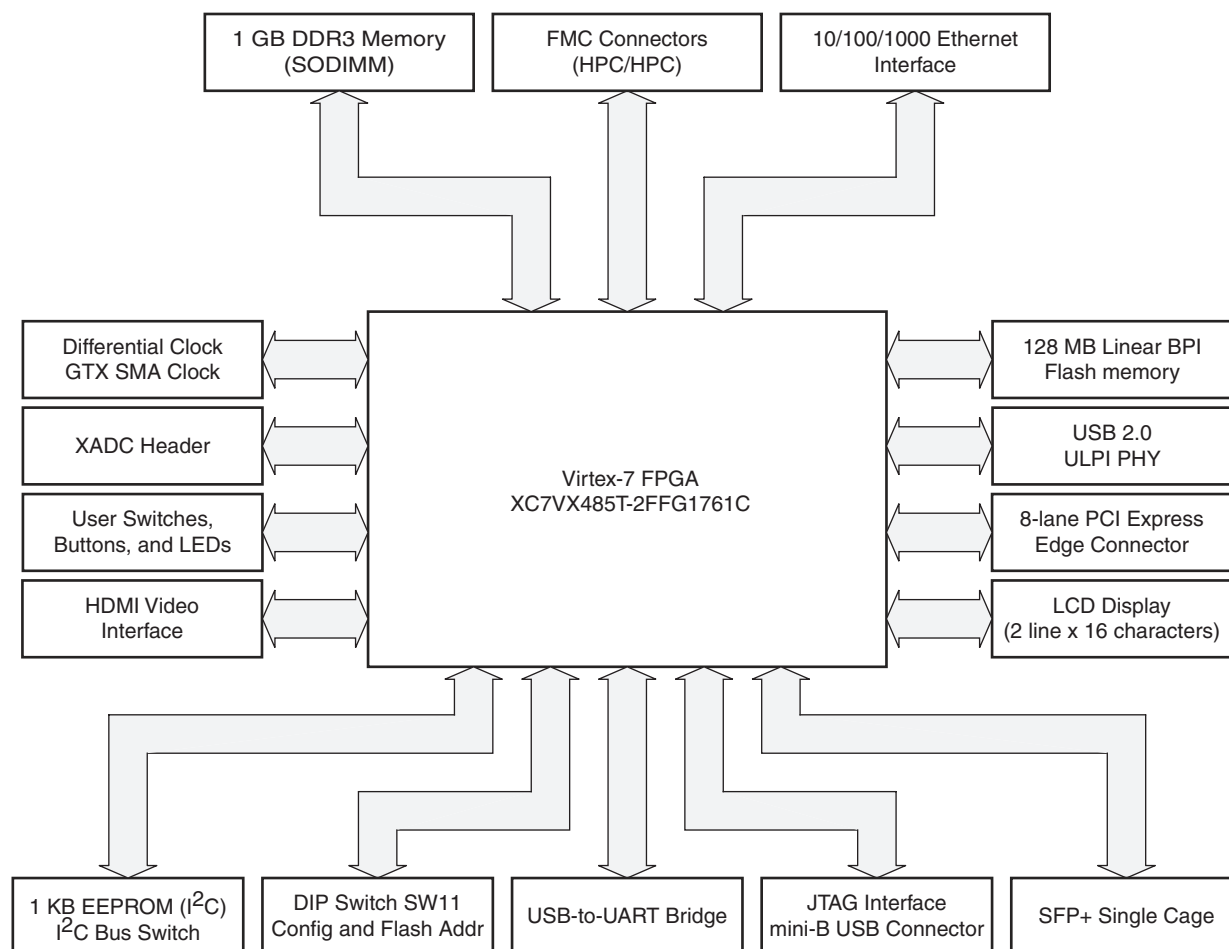 1 GB DDR3 Memory
(SODIMM)
FMC Connectors
(HPC/HPC)
10/100/1000 Ethernet
Interface
Differential Clock
GTX SMA Clock
XADC Header
User Switches,
Buttons, and LEDs
HDMI Video
Interface
Virtex-7 FPGA
XC7VX485T-2FFG1761C
128 MB Linear BPI
Flash memory
USB 2.0
ULPI PHY
8-lane PCI Express
Edge Connector
LCD Display
(2 line x 16 characters)
1 KB EEPROM (I²C)
I²C Bus Switch
DIP Switch SW11
Config and Flash Addr
USB-to-UART Bridge
JTAG Interface
mini-B USB Connector
SFP+ Single Cage